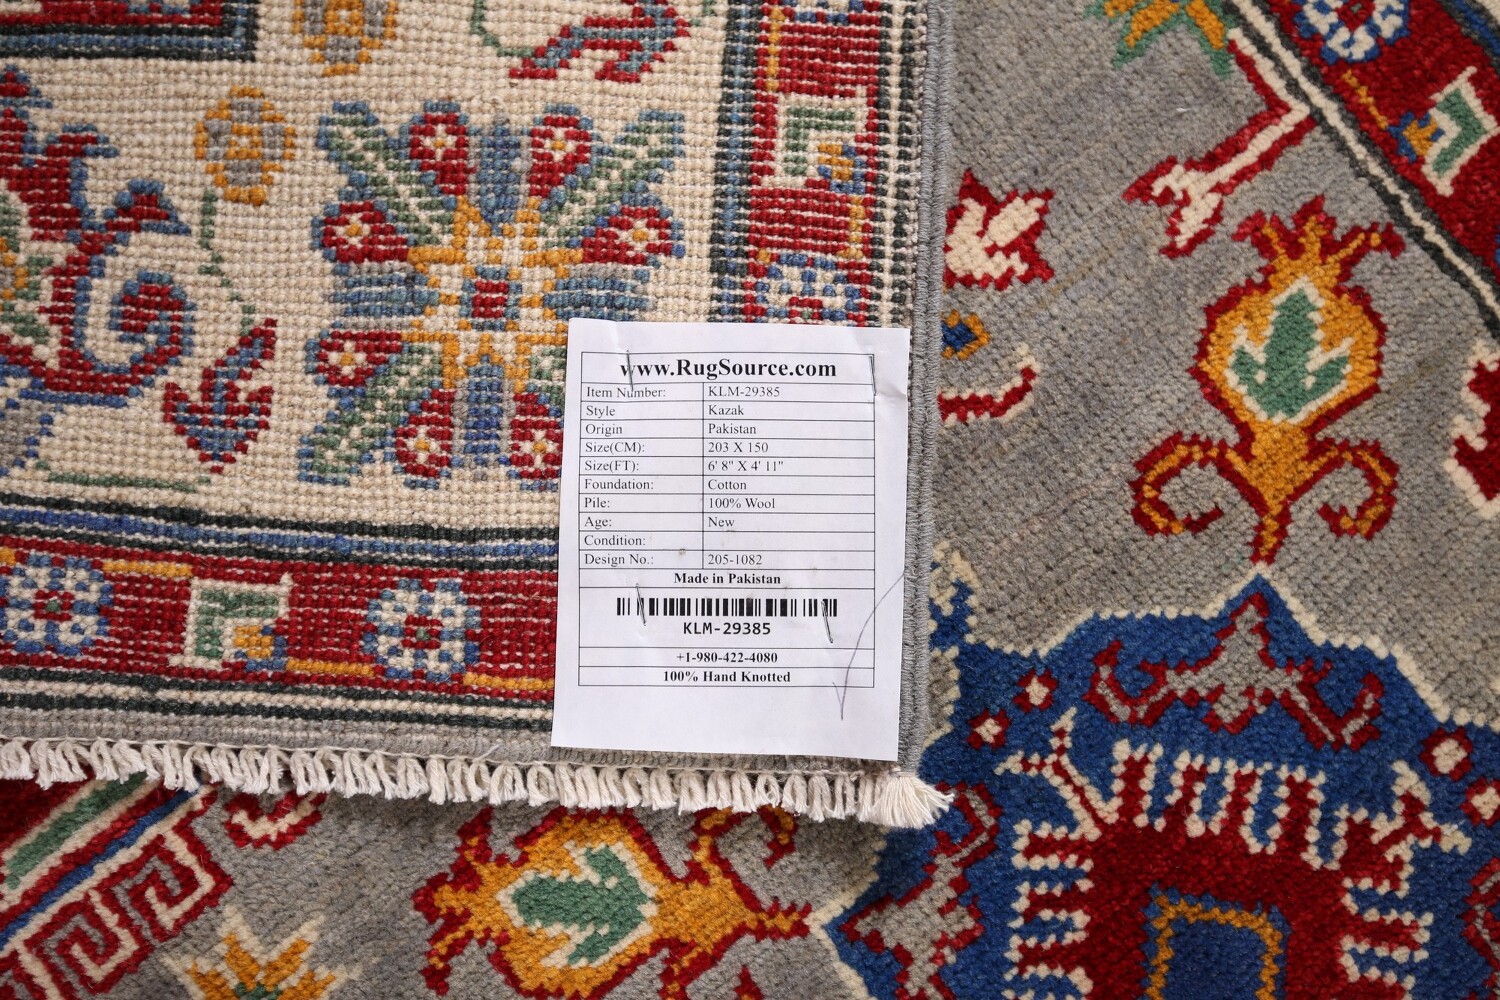 www.RugSource.com
Item Number: KLM-29385
Style Kazak
Origin Pakistan
Size(CM): 203 X 150
Size(FT): 6' 8" X 4' 11"
Foundation: Cotton
Pile: 100% Wool
Age: New
Condition:
Design No.: 205-1082
Made in Pakistan
KLM-29385
+1-980-422-4080
100% Hand Knotted